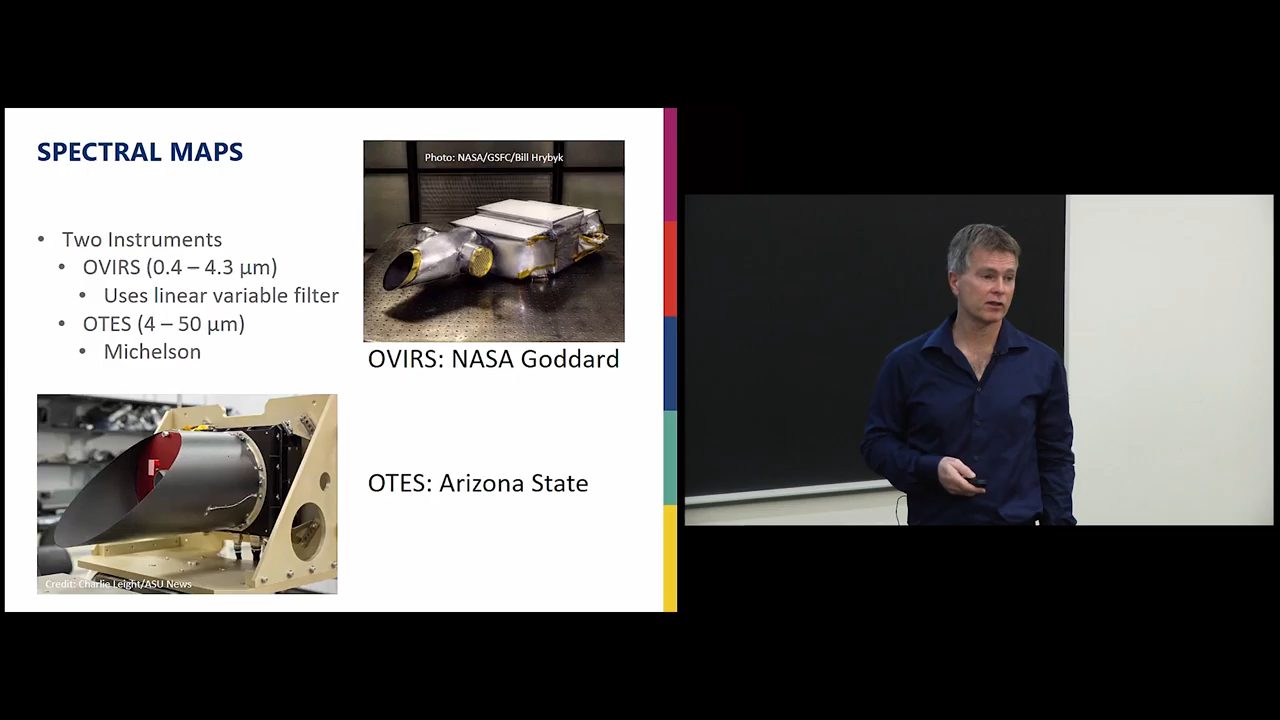 SPECTRAL MAPS
• Two Instruments
• OVIRS (0.4 – 4.3 µm)
• Uses linear variable filter
• OTES (4 – 50 µm)
• Michelson
Photo: NASA/GSFC/Bill Hrybyk
OVIRS: NASA Goddard
OTES: Arizona State
Credit: Charlie Leight/ASU News